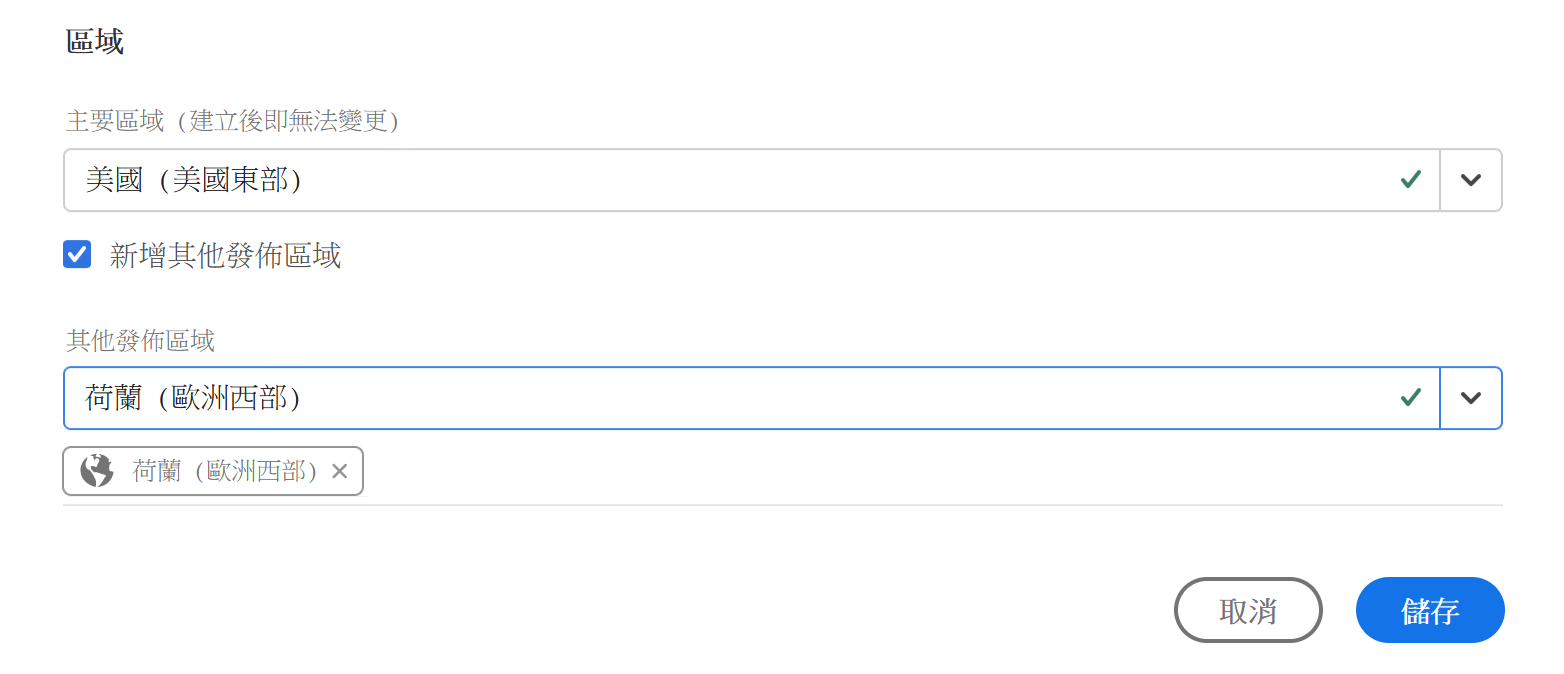 區域
主要區域（建立後即無法變更）
美國（美國東部）
新增其他發佈區域
其他發佈區域
荷蘭（歐洲西部）
荷蘭（歐洲西部）
取消
儲存